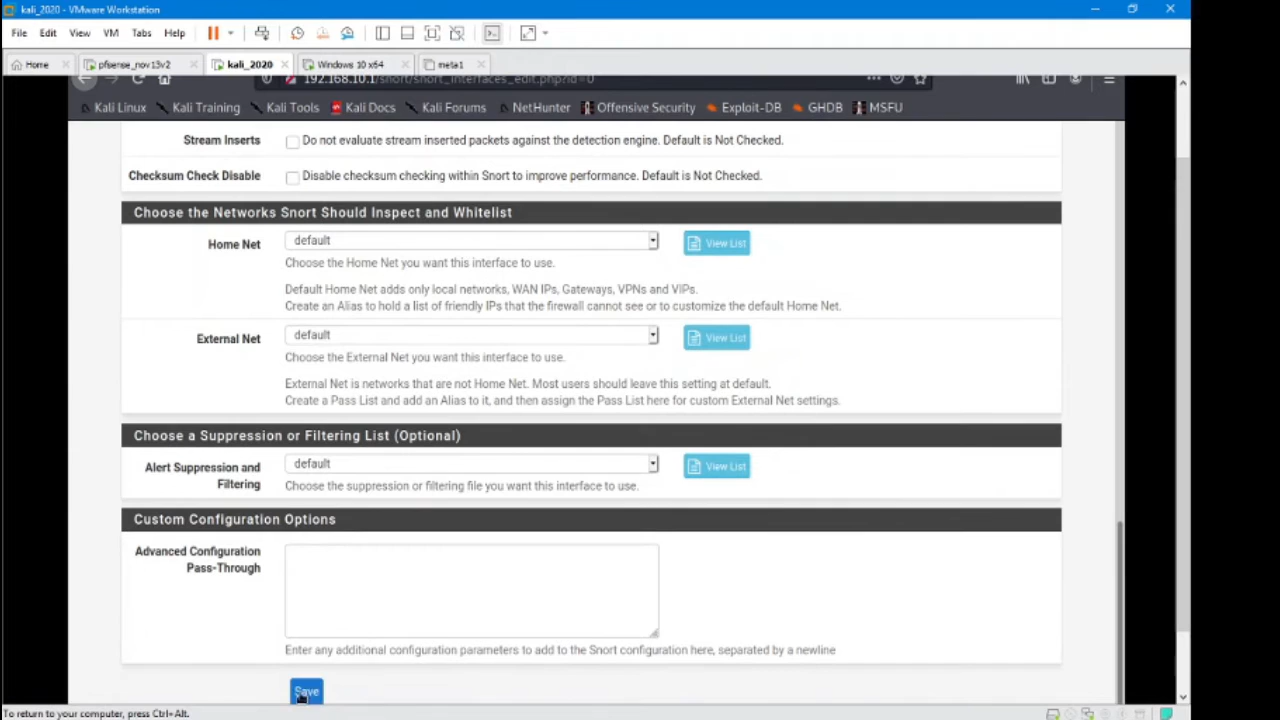 kali_2020 - VMware Workstation
File Edit View VM Tabs Help
Home pfsense_nov13v2 kali_2020 Windows 10 x64 meta1
192.168.10.1/snort/snort_interfaces_edit.php?id=0
Kali Linux Kali Training Kali Tools Kali Docs Kali Forums NetHunter Offensive Security Exploit-DB GHDB MSFU
Stream Inserts Do not evaluate stream inserted packets against the detection engine. Default is Not Checked.
Checksum Check Disable Disable checksum checking within Snort to improve performance. Default is Not Checked.
Choose the Networks Snort Should Inspect and Whitelist
Home Net default View List
Choose the Home Net you want this interface to use.
Default Home Net adds only local networks, WAN IPs, Gateways, VPNs and VIPs.
Create an Alias to hold a list of friendly IPs that the firewall cannot see or to customize the default Home Net.
External Net default View List
Choose the External Net you want this interface to use.
External Net is networks that are not Home Net. Most users should leave this setting at default.
Create a Pass List and add an Alias to it, and then assign the Pass List here for custom External Net settings.
Choose a Suppression or Filtering List (Optional)
Alert Suppression and Filtering default View List
Choose the suppression or filtering file you want this interface to use.
Custom Configuration Options
Advanced Configuration
Pass-Through
Enter any additional configuration parameters to add to the Snort configuration here, separated by a newline
Save
To return to your computer, press Ctrl+Alt.